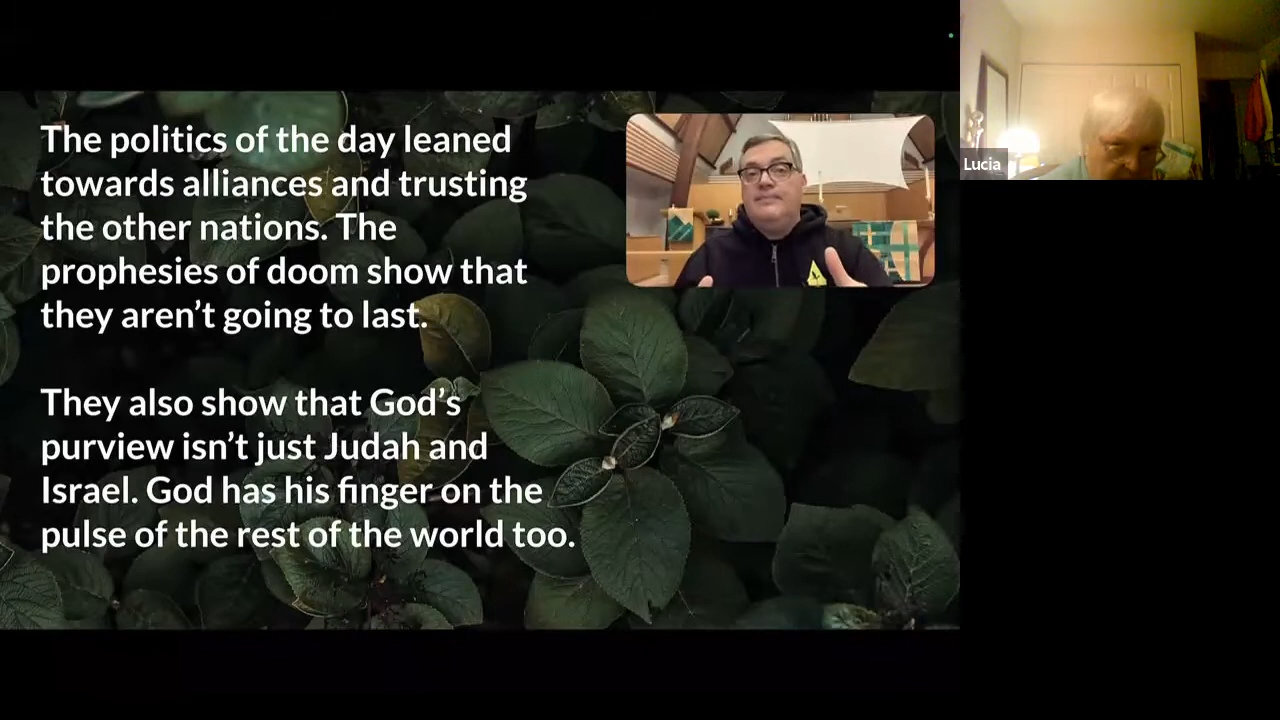 The politics of the day leaned
towards alliances and trusting
the other nations. The
prophesies of doom show that
they aren’t going to last.
They also show that God’s
purview isn’t just Judah and
Israel. God has his finger on the
pulse of the rest of the world too.
Lucia